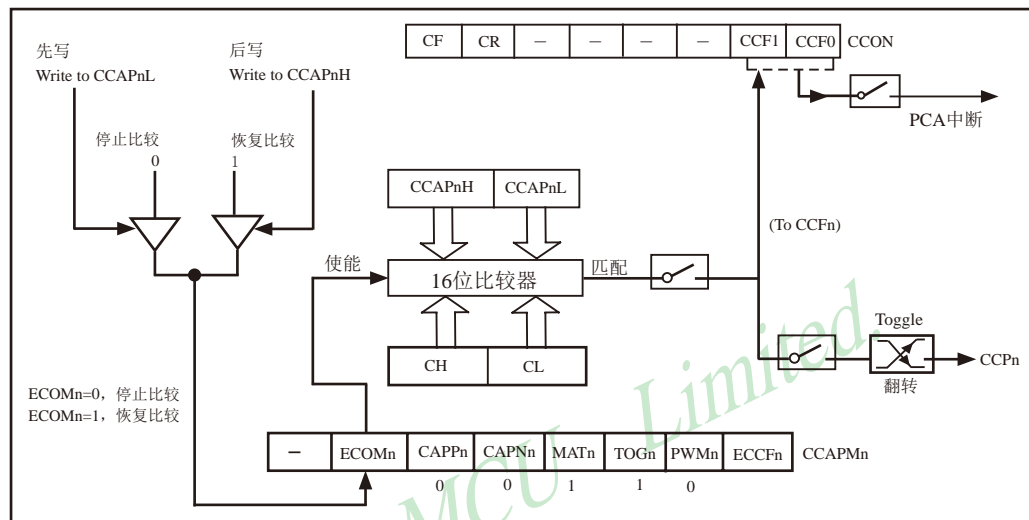 CF CR — — — — CCF1 CCF0 CCON
先写
Write to CCAPnL
后写
Write to CCAPnH
PCA中断
停止比较
0
恢复比较
1
CCAPnH CCAPnL
(To CCFn)
使能
16位比较器
匹配
Toggle
CH CL
CCPn
翻转
ECOMn=0，停止比较
ECOMn=1，恢复比较
— ECOMn CAPPn CAPNn MATn TOGn PWMn ECCFn CCAPMn
0 0 1 1 0
MCU Limited.